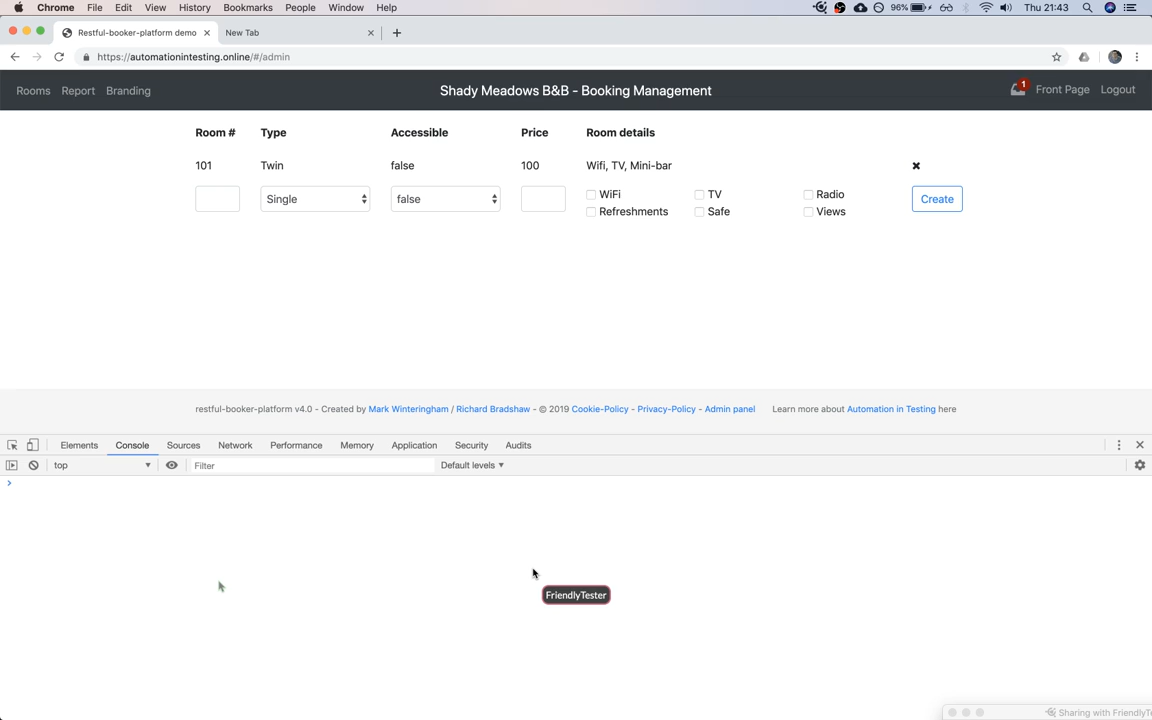 Chrome File Edit View History Bookmarks People Window Help 96% Thu 21:43
Restful-booker-platform demo New Tab
https://automationintesting.online/#/admin
Rooms Report Branding Shady Meadows B&B - Booking Management 1 Front Page Logout
Room # Type Accessible Price Room details
101 Twin false 100 Wifi, TV, Mini-bar
Single false WiFi TV Radio Create
Refreshments Safe Views
restful-booker-platform v4.0 - Created by Mark Winteringham / Richard Bradshaw - © 2019 Cookie-Policy - Privacy-Policy - Admin panel Learn more about Automation in Testing here
Elements Console Sources Network Performance Memory Application Security Audits
top Filter Default levels
FriendlyTester
Sharing with FriendlyTe